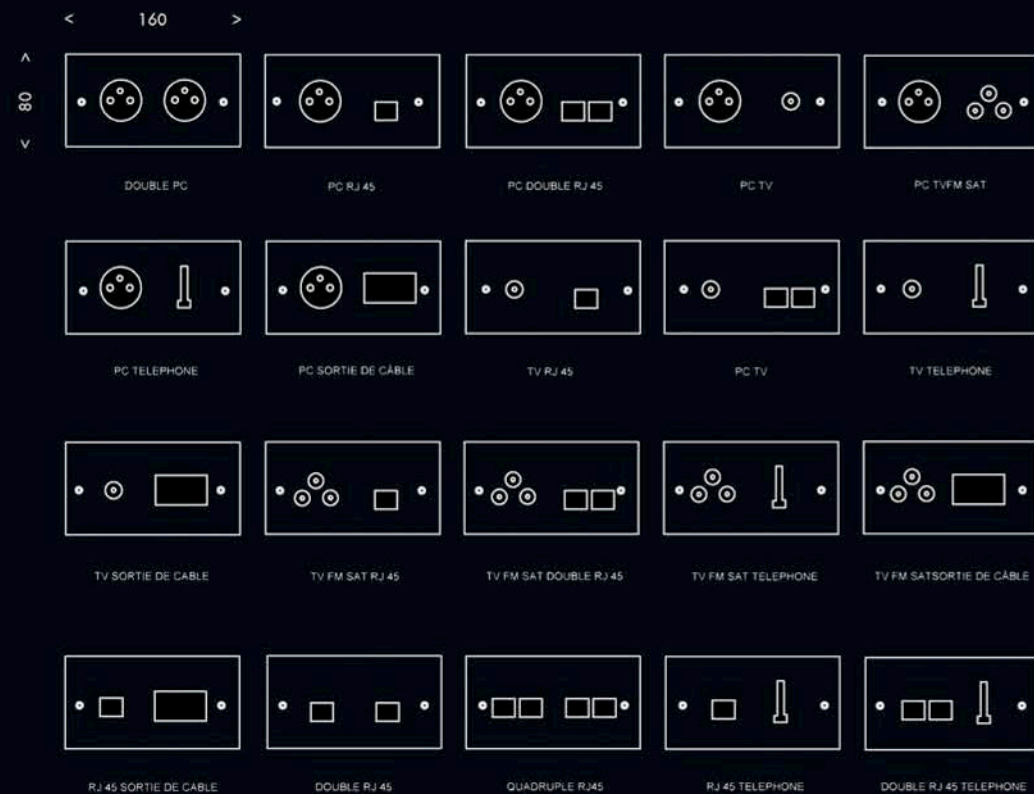 < 160 >
< 80 >
DOUBLE PC
PC RJ 45
PC DOUBLE RJ 45
PC TV
PC TVFM SAT
PC TELEPHONE
PC SORTIE DE CÂBLE
TV RJ 45
PC TV
TV TELEPHONE
TV SORTIE DE CABLE
TV FM SAT RJ 45
TV FM SAT DOUBLE RJ 45
TV FM SAT TELEPHONE
TV FM SATSORTIE DE CÂBLE
RJ 45 SORTIE DE CABLE
DOUBLE RJ 45
QUADRUPLE RJ45
RJ 45 TELEPHONE
DOUBLE RJ 45 TELEPHONE